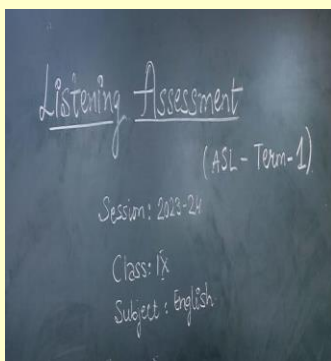 Listening Assessment
(ASL - Term - 1)
Session: 2023-24
Class: IX
Subject: English